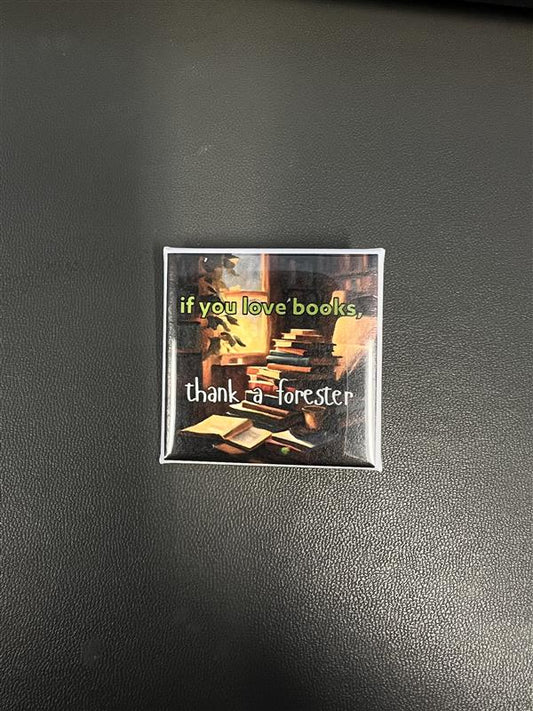 if you love books,
thank a forester